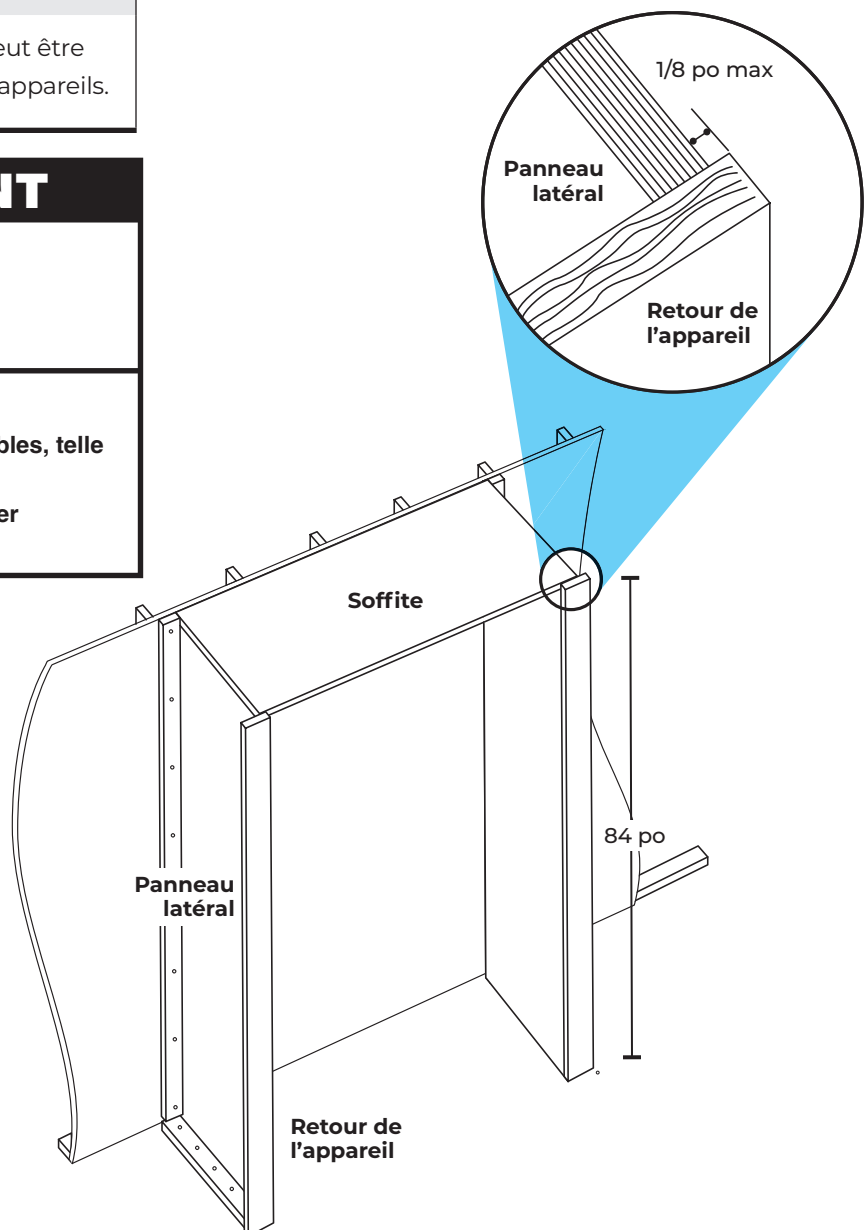 eut être
appareils.
NT
bles, telle
er
1/8 po max
Panneau
latéral
Retour de
l’appareil
Soffite
84 po
Panneau
latéral
Retour de
l’appareil